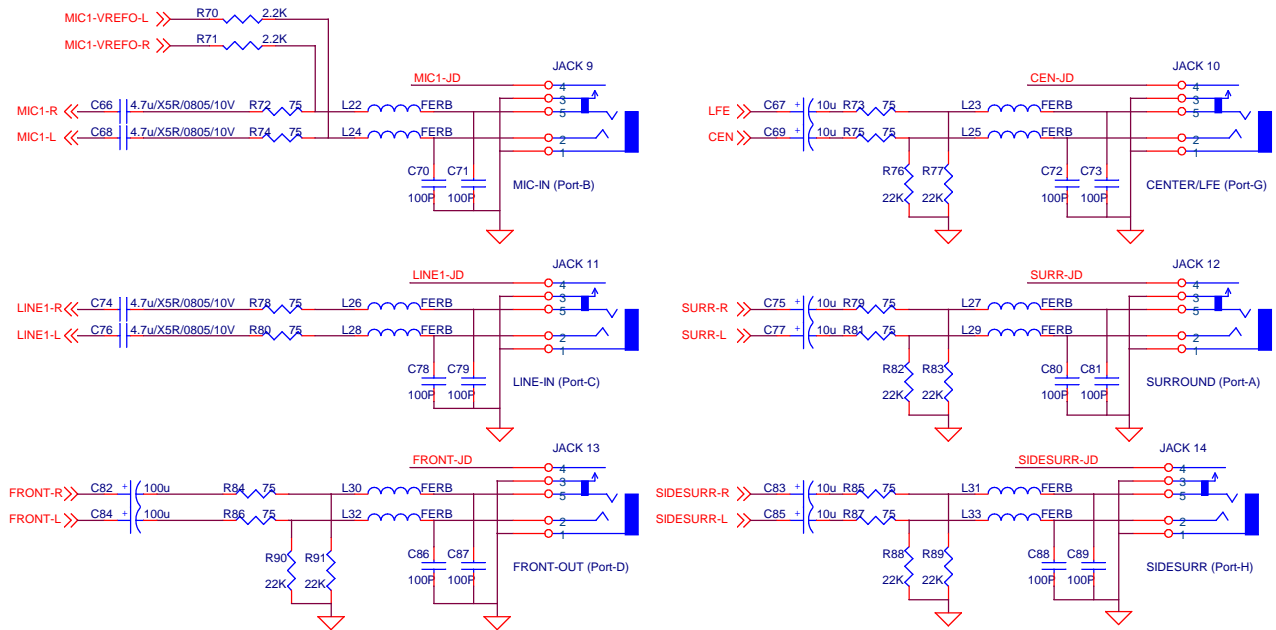 MIC1-VREFO-L R70 2.2K
MIC1-VREFO-R R71 2.2K
JACK 9
MIC1-JD 4
3
MIC1-R C66 4.7u/X5R/0805/10V R72 75 L22 FERB 5
MIC1-L C68 4.7u/X5R/0805/10V R74 75 L24 FERB 2
1
C70 C71
100P 100P
MIC-IN (Port-B)
JACK 10
CEN-JD 4
3
LFE C67 + 10u R73 75 L23 FERB 5
CEN C69 + 10u R75 75 L25 FERB 2
1
R76 R77 C72 C73
22K 22K 100P 100P
CENTER/LFE (Port-G)
JACK 11
LINE1-JD 4
3
LINE1-R C74 4.7u/X5R/0805/10V R78 75 L26 FERB 5
LINE1-L C76 4.7u/X5R/0805/10V R80 75 L28 FERB 2
1
C78 C79
100P 100P
LINE-IN (Port-C)
JACK 12
SURR-JD 4
3
SURR-R C75 + 10u R79 75 L27 FERB 5
SURR-L C77 + 10u R81 75 L29 FERB 2
1
R82 R83 C80 C81
22K 22K 100P 100P
SURROUND (Port-A)
JACK 13
FRONT-JD 4
3
FRONT-R C82 + 100u R84 75 L30 FERB 5
FRONT-L C84 + 100u R86 75 L32 FERB 2
1
R90 R91 C86 C87
22K 22K 100P 100P
FRONT-OUT (Port-D)
JACK 14
SIDESURR-JD 4
3
SIDESURR-R C83 + 10u R85 75 L31 FERB 5
SIDESURR-L C85 + 10u R87 75 L33 FERB 2
1
R88 R89 C88 C89
22K 22K 100P 100P
SIDESURR (Port-H)